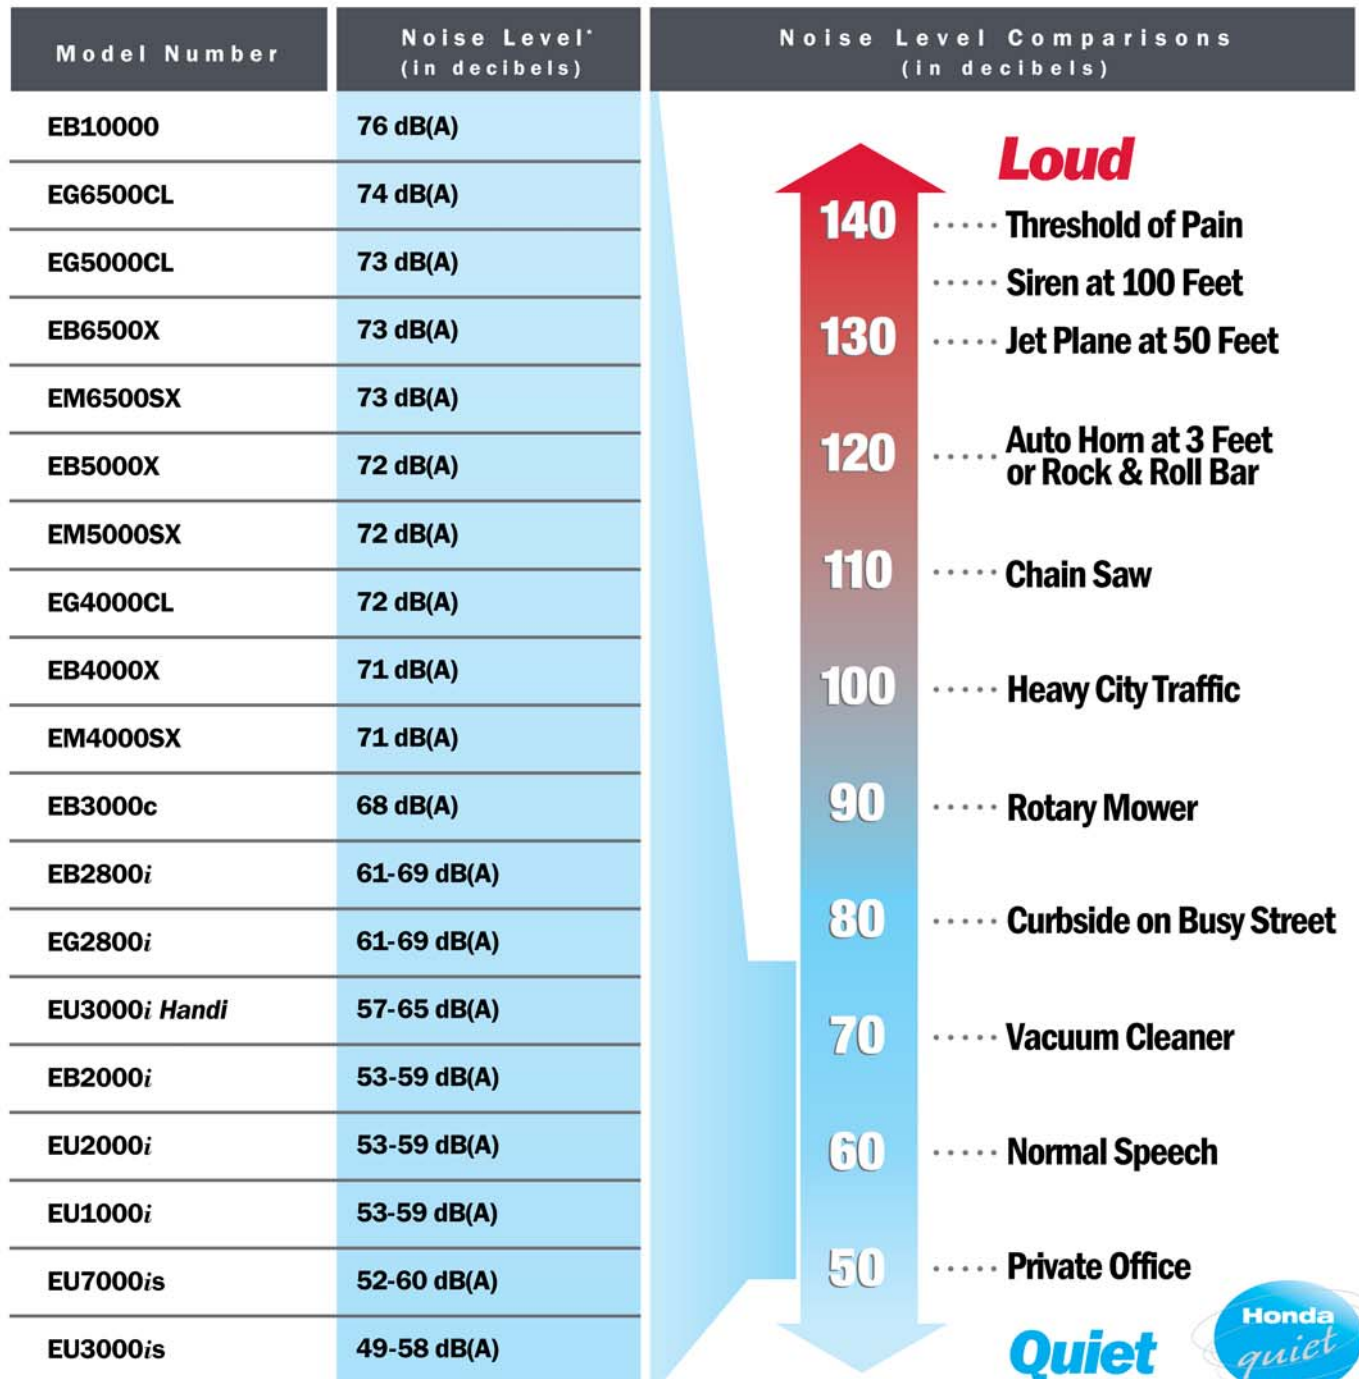 Model Number
Noise Level*
(in decibels)
Noise Level Comparisons
(in decibels)
EB10000 76 dB(A)
EG6500CL 74 dB(A)
EG5000CL 73 dB(A)
EB6500X 73 dB(A)
EM6500SX 73 dB(A)
EB5000X 72 dB(A)
EM5000SX 72 dB(A)
EG4000CL 72 dB(A)
EB4000X 71 dB(A)
EM4000SX 71 dB(A)
EB3000c 68 dB(A)
EB2800i 61-69 dB(A)
EG2800i 61-69 dB(A)
EU3000i Handi 57-65 dB(A)
EB2000i 53-59 dB(A)
EU2000i 53-59 dB(A)
EU1000i 53-59 dB(A)
EU7000is 52-60 dB(A)
EU3000is 49-58 dB(A)
Loud
140 ..... Threshold of Pain
..... Siren at 100 Feet
130 ..... Jet Plane at 50 Feet
120 ..... Auto Horn at 3 Feet
or Rock & Roll Bar
110 ..... Chain Saw
100 ..... Heavy City Traffic
90 ..... Rotary Mower
80 ..... Curbside on Busy Street
70 ..... Vacuum Cleaner
60 ..... Normal Speech
50 ..... Private Office
Quiet
Honda
quiet